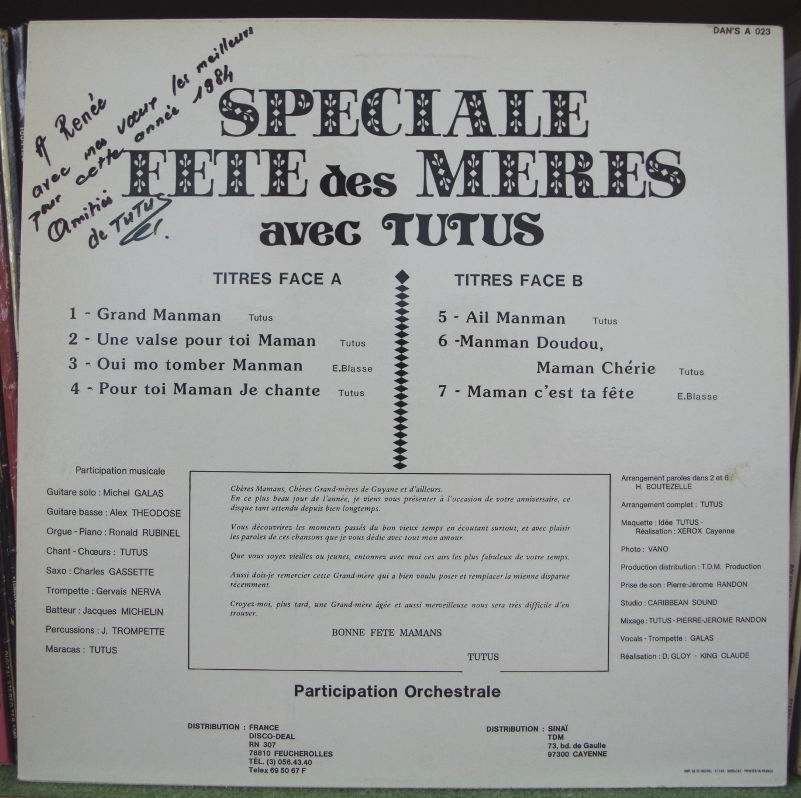 DAN'S A 023
A Renée
avec mes vœux les meilleurs
pour cette année 1984
Amitiés
de TUTUS
SPECIALE
FETE des MERES
avec TUTUS
TITRES FACE A
1 - Grand Manman Tutus
2 - Une valse pour toi Maman Tutus
3 - Oui mo tomber Manman E.Blasse
4 - Pour toi Maman Je chante Tutus
TITRES FACE B
5 - Ail Manman Tutus
6 -Manman Doudou,
Maman Chérie Tutus
7 - Maman c'est ta fête E.Blasse
Participation musicale
Guitare solo : Michel GALAS
Guitare basse : Alex THEODOSE
Orgue - Piano : Ronald RUBINEL
Chant - Chœurs : TUTUS
Saxo : Charles GASSETTE
Trompette : Gervais NERVA
Batteur : Jacques MICHELIN
Percussions : J. TROMPETTE
Maracas : TUTUS
Chères Mamans, Chères Grand-mères de Guyane et d'ailleurs.
En ce plus beau jour de l'année, je viens vous présenter à l'occasion de votre anniversaire, ce
disque tant attendu depuis bien longtemps.
Vous découvrirez les moments passés du bon vieux temps en écoutant surtout, et avec plaisir
les paroles de ces chansons que je vous dédie avec tout mon amour.
Que vous soyez vieilles ou jeunes, entonnez avec moi ces airs les plus fabuleux de votre temps.
Aussi dois-je remercier cette Grand-mère qui a bien voulu poser et remplacer la mienne disparue
récemment.
Croyez-moi, plus tard, une Grand-mère âgée et aussi merveilleuse nous sera très difficile d'en
trouver.
BONNE FETE MAMANS
TUTUS
Arrangement paroles dans 2 et 6 :
H. BOUTEZELLE
Arrangement complet : TUTUS
Maquette : Idée TUTUS -
Réalisation : XEROX Cayenne
Photo : VANO
Production distribution : T.D.M. Production
Prise de son : Pierre-Jérome RANDON
Studio : CARIBBEAN SOUND
Mixage : TUTUS - PIERRE-JEROME RANDON
Vocals - Trompette : GALAS
Réalisation : D. GLOY - KING CLAUDE
Participation Orchestrale
DISTRIBUTION : FRANCE
DISCO-DEAL
RN 307
78810 FEUCHEROLLES
TÉL. (3) 056.43.40
Telex 69 50 67 F
DISTRIBUTION : SINAÏ
TDM
73, bd. de Gaulle
97300 CAYENNE